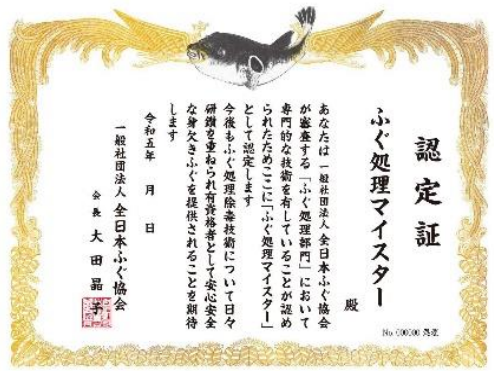 認定証
ふぐ処理マイスター
殿
あなたは一般社団法人全日本ふぐ協会
が審査する「ふぐ処理部門」において
専門的な技術を有していることが認め
られたためここに「ふぐ処理マイスター」
として認定します
今後もふぐ処理除毒技術について日々
研鑽を重ねられ有資格者として安心安全
な身欠きふぐを提供されることを期待
します
令和五年　月　日
一般社団法人 全日本ふぐ協会
会長 大田晶子
No.000000